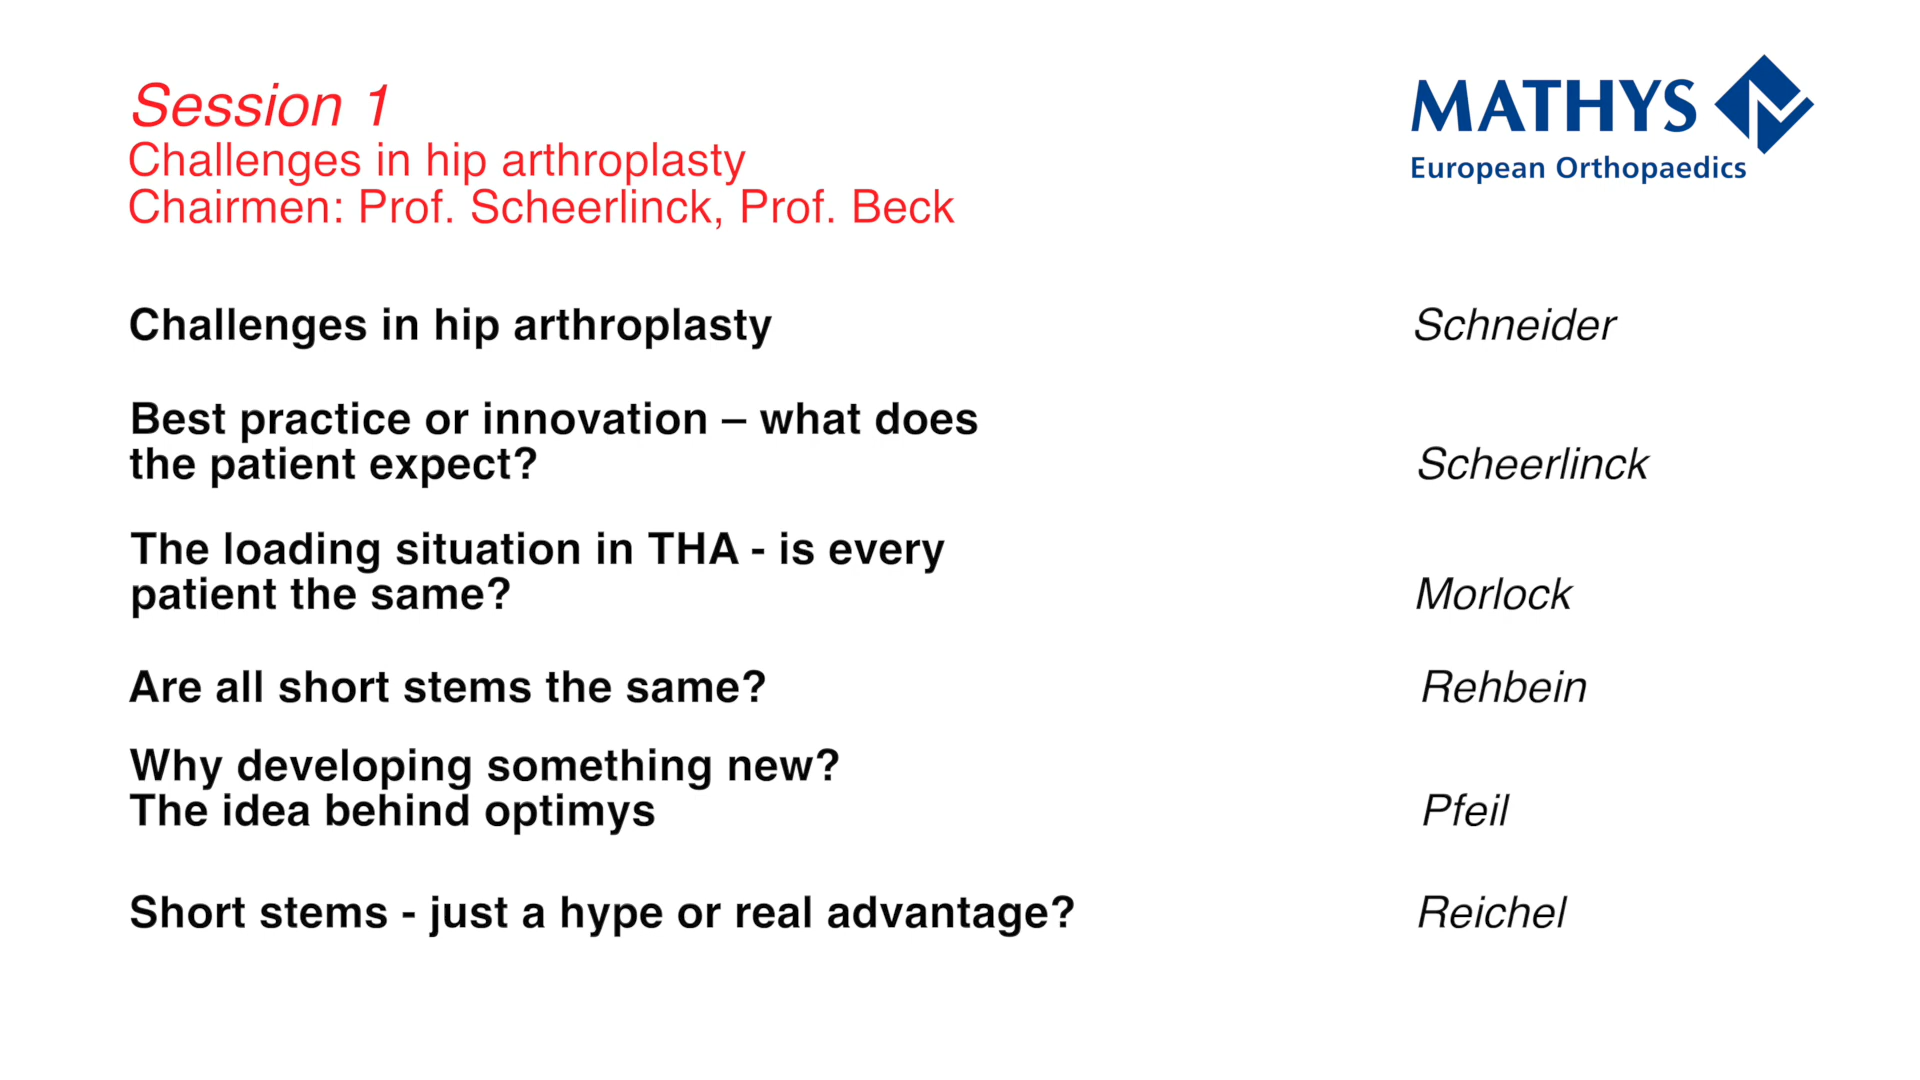 Session 1
Challenges in hip arthroplasty
Chairmen: Prof. Scheerlinck, Prof. Beck
MATHYS
European Orthopaedics
Challenges in hip arthroplasty Schneider
Best practice or innovation – what does
the patient expect? Scheerlinck
The loading situation in THA - is every
patient the same? Morlock
Are all short stems the same? Rehbein
Why developing something new?
The idea behind optimys Pfeil
Short stems - just a hype or real advantage? Reichel